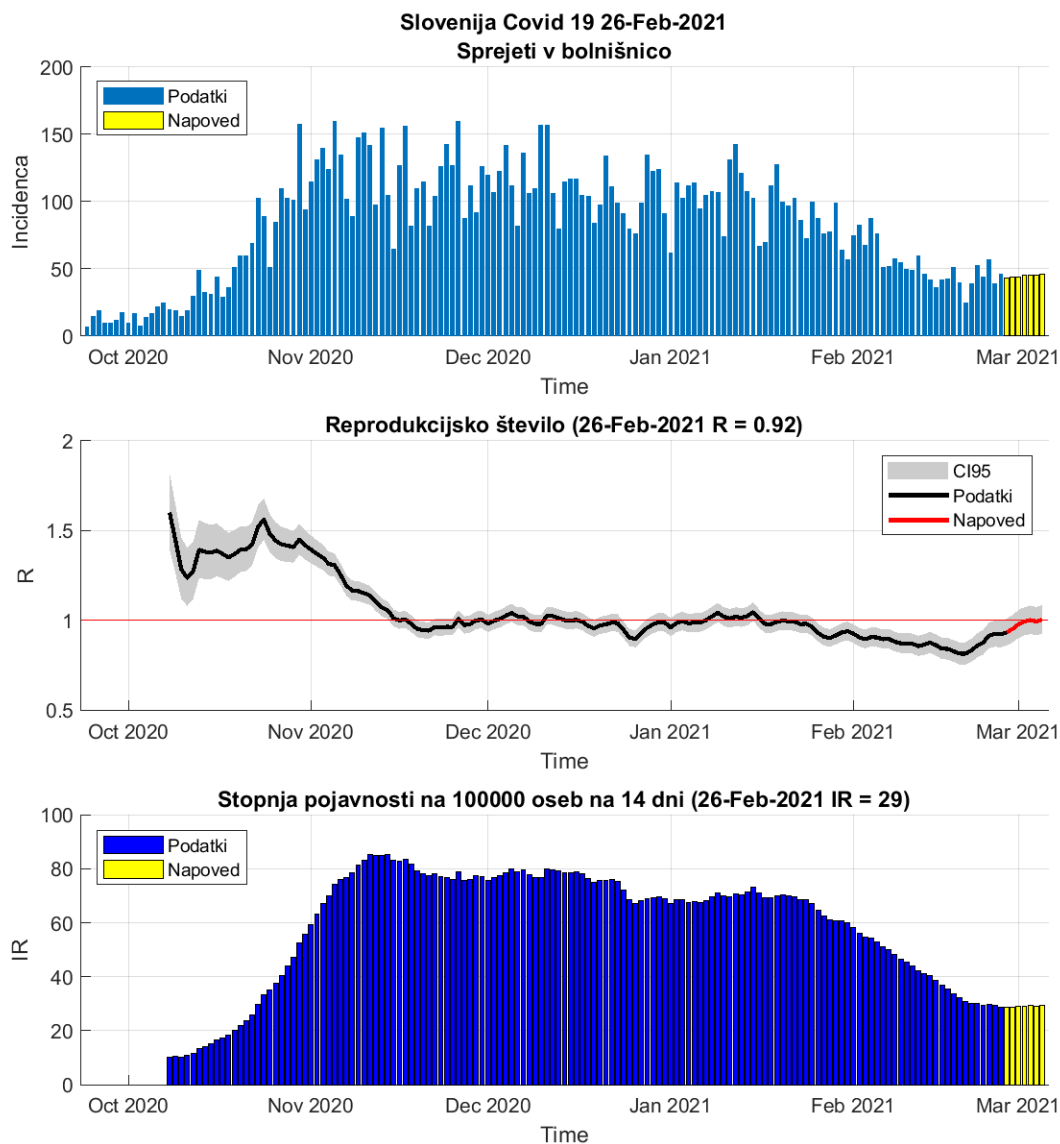 Slovenija Covid 19 26-Feb-2021
Sprejeti v bolnišnico
200
150
100
50
0
Incidenca
Podatki
Napoved
Oct 2020
Nov 2020
Dec 2020
Jan 2021
Feb 2021
Mar 2021
Time
Reprodukcijsko število (26-Feb-2021 R = 0.92)
2
1.5
1
0.5
R
CI95
Podatki
Napoved
Oct 2020
Nov 2020
Dec 2020
Jan 2021
Feb 2021
Mar 2021
Time
Stopnja pojavnosti na 100000 oseb na 14 dni (26-Feb-2021 IR = 29)
100
80
60
40
20
0
IR
Podatki
Napoved
Oct 2020
Nov 2020
Dec 2020
Jan 2021
Feb 2021
Mar 2021
Time